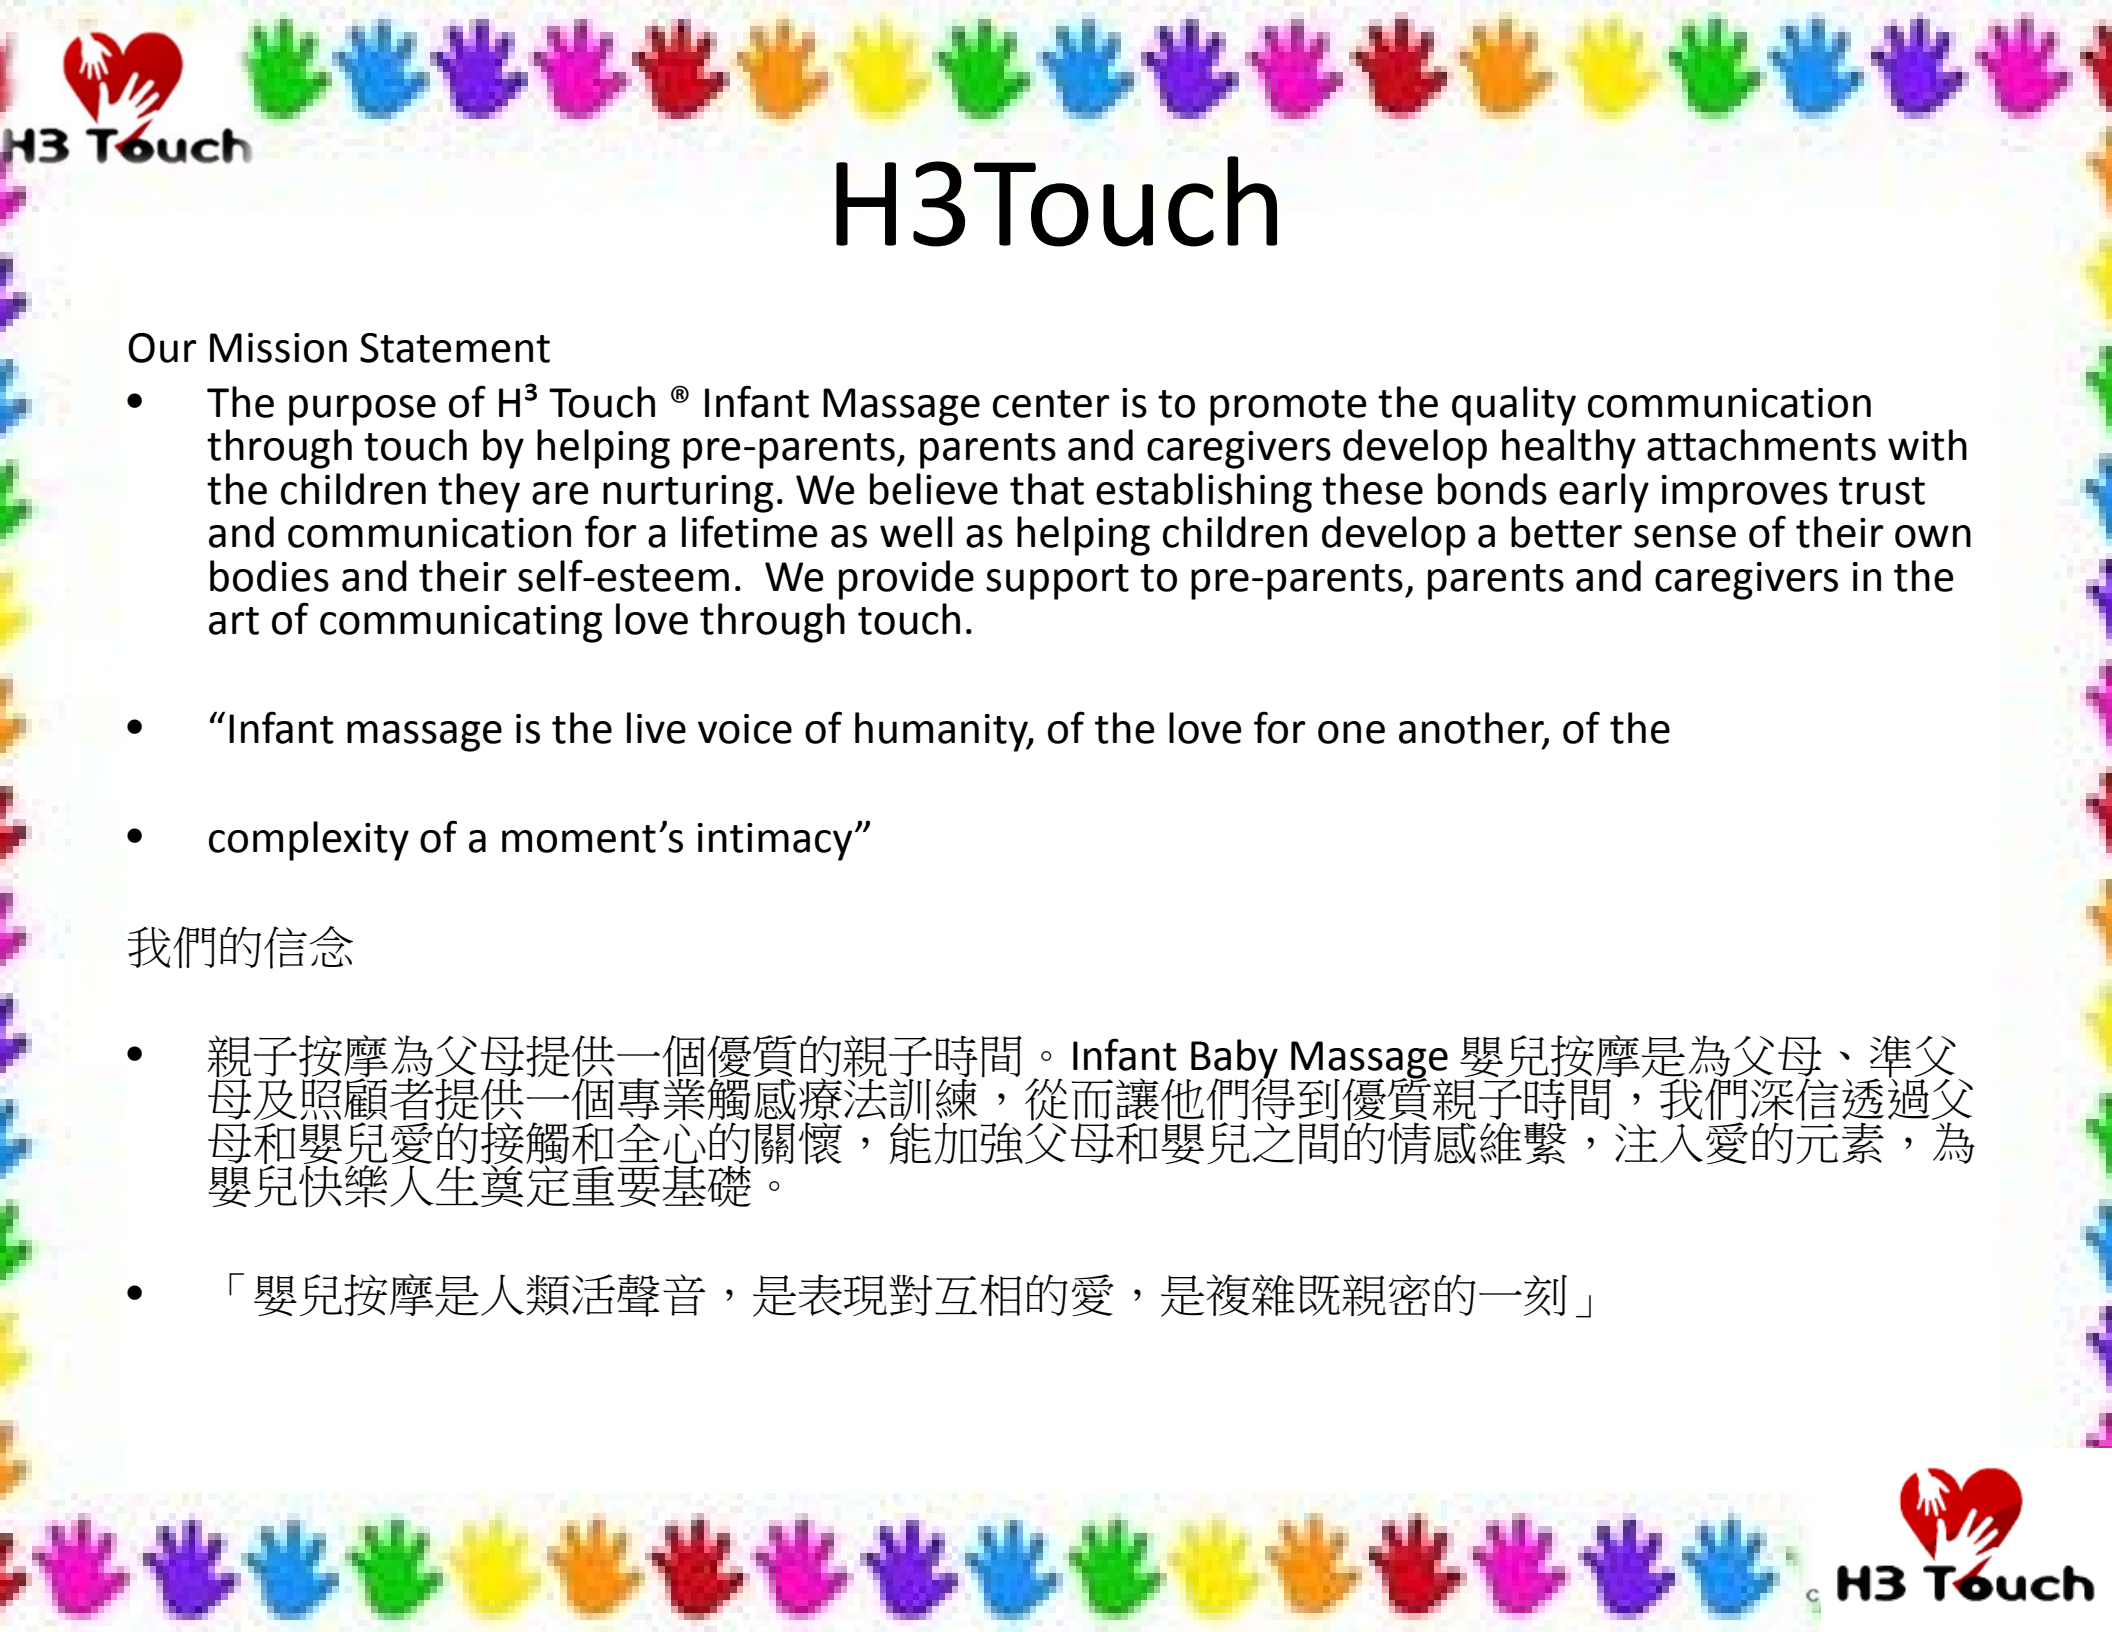 H3 Touch
H3Touch
Our Mission Statement
• The purpose of H³ Touch ® Infant Massage center is to promote the quality communication
through touch by helping pre-parents, parents and caregivers develop healthy attachments with
the children they are nurturing. We believe that establishing these bonds early improves trust
and communication for a lifetime as well as helping children develop a better sense of their own
bodies and their self-esteem.  We provide support to pre-parents, parents and caregivers in the
art of communicating love through touch.
• “Infant massage is the live voice of humanity, of the love for one another, of the
• complexity of a moment’s intimacy”
我們的信念
• 親子按摩為父母提供一個優質的親子時間。Infant Baby Massage 嬰兒按摩是為父母、準父
母及照顧者提供一個專業觸感療法訓練，從而讓他們得到優質親子時間，我們深信透過父
母和嬰兒愛的接觸和全心的關懷，能加強父母和嬰兒之間的情感維繫，注入愛的元素，為
嬰兒快樂人生奠定重要基礎。
• 「嬰兒按摩是人類活聲音，是表現對互相的愛，是複雜既親密的一刻」
c H3 Touch